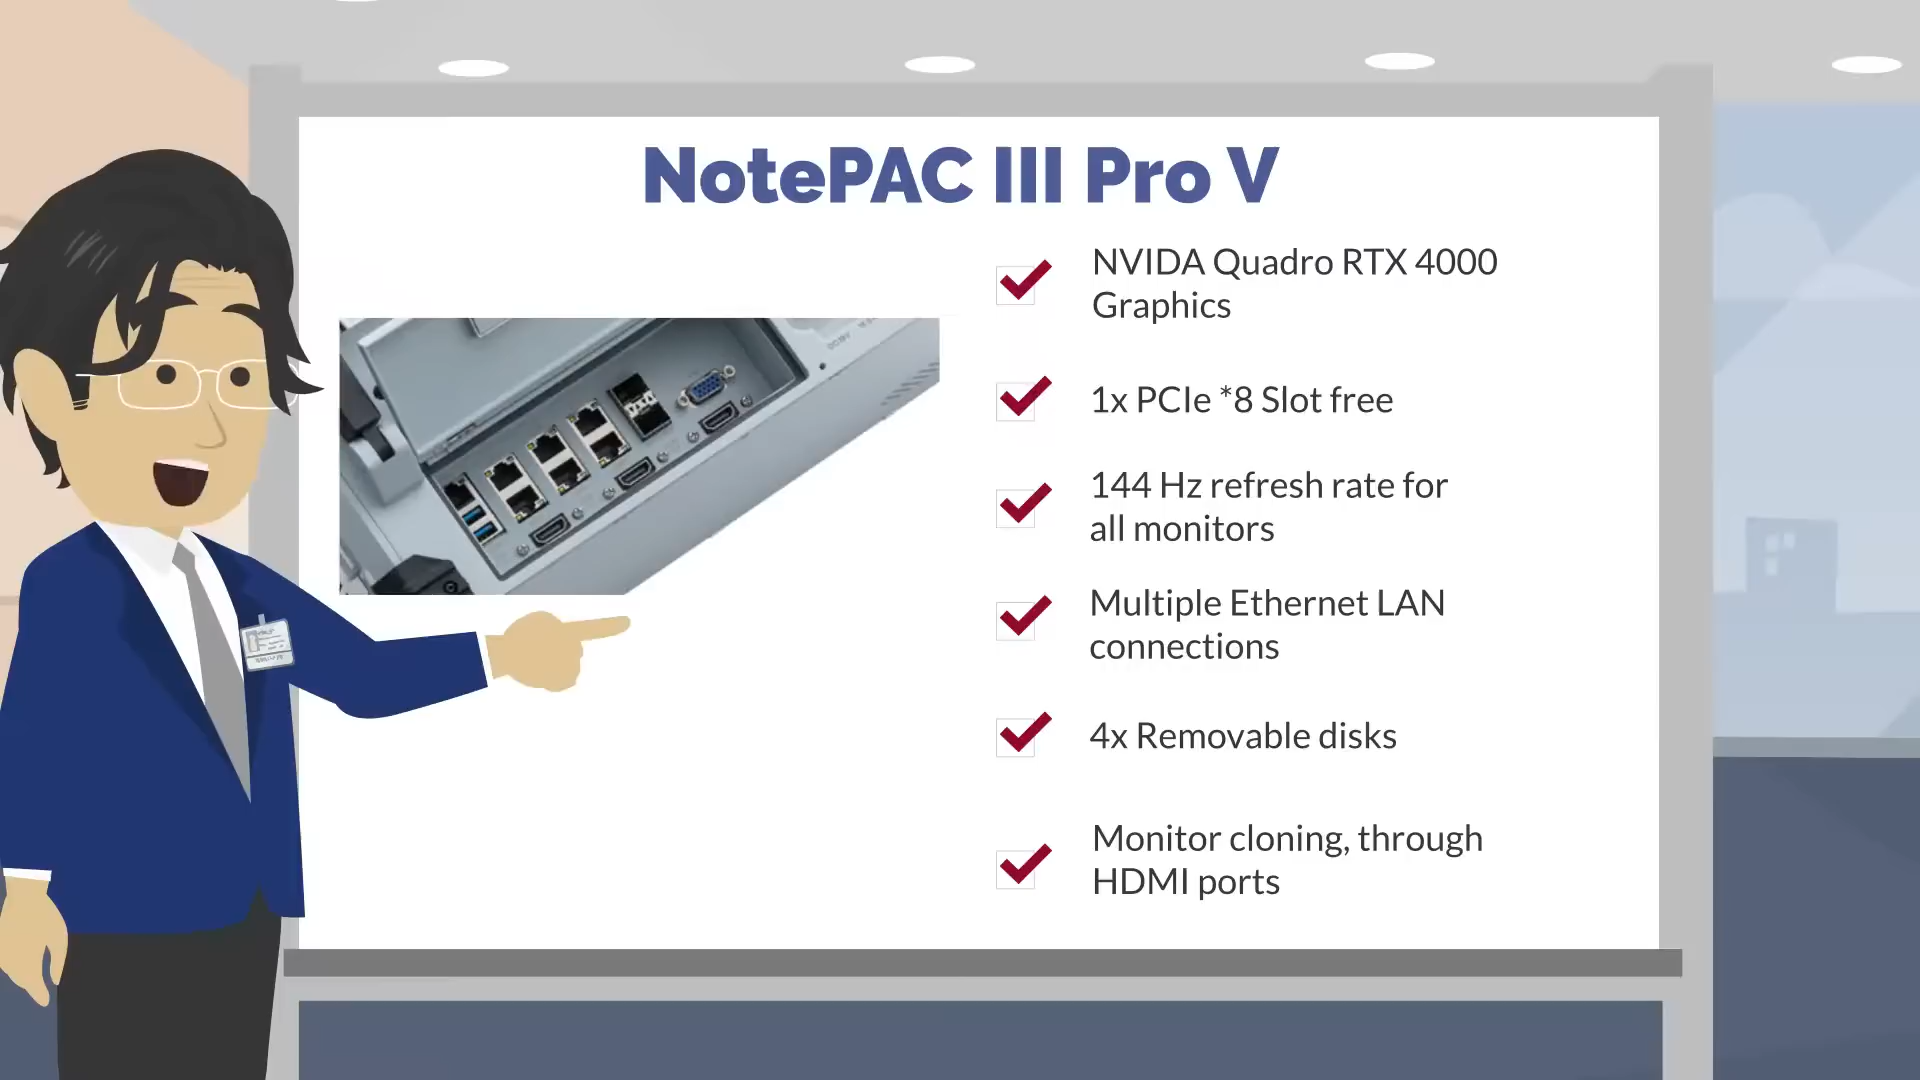 NotePAC III Pro V
NVIDA Quadro RTX 4000
Graphics
1x PCIe *8 Slot free
144 Hz refresh rate for
all monitors
Multiple Ethernet LAN
connections
4x Removable disks
Monitor cloning, through
HDMI ports